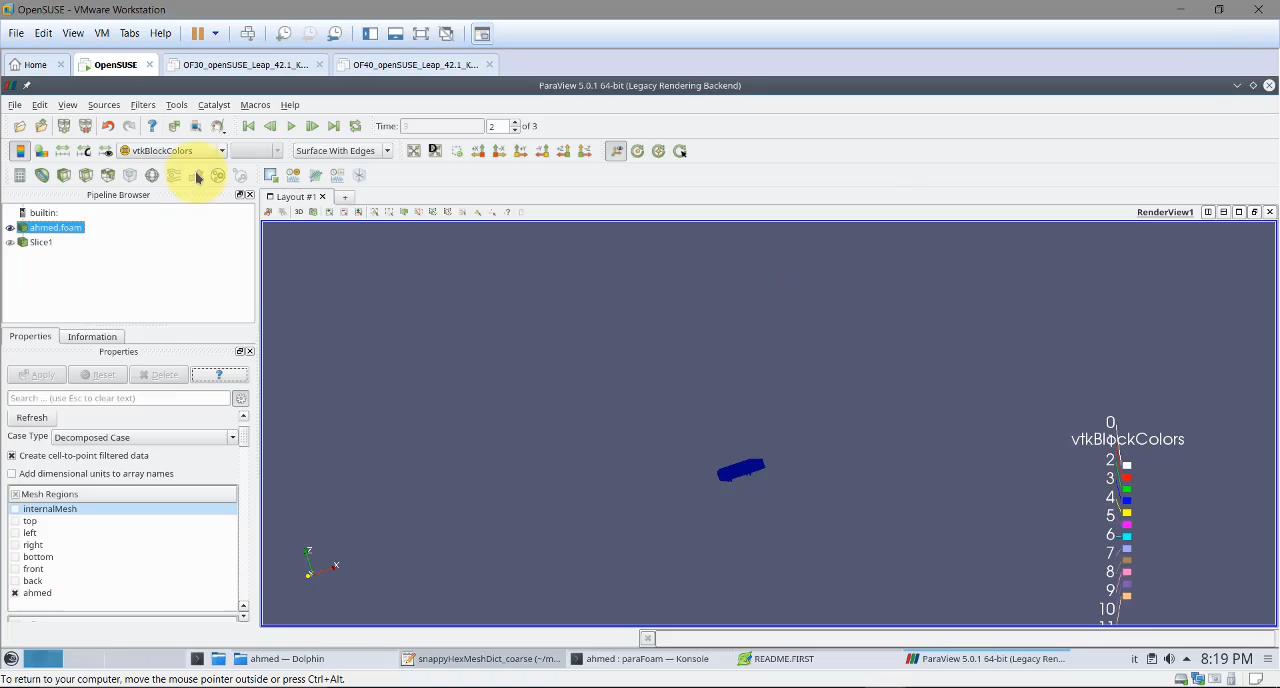 OpenSUSE - VMware Workstation
File Edit View VM Tabs Help
Home OpenSUSE OF30_openSUSE_Leap_42.1_K... OF40_openSUSE_Leap_42.1_K...
ParaView 5.0.1 64-bit (Legacy Rendering Backend)
File Edit View Sources Filters Tools Catalyst Macros Help
Time: 3 2 of 3
vtkBlockColors Surface With Edges
Pipeline Browser
Layout #1
builtin:
3D RenderView1
ahmed.foam
Slice1
Properties Information
Properties
Apply Reset Delete ?
Search ... (use Esc to clear text)
Refresh
Case Type Decomposed Case
Create cell-to-point filtered data
Add dimensional units to array names
Mesh Regions
internalMesh
top
left
right
bottom
front
back
ahmed
0
vtkBlockColors
2
3
4
5
6
7
8
9
10
11
Z
X
ahmed — Dolphin snappyHexMeshDict_coarse — /m... ahmed : paraFoam — Konsole README.FIRST ParaView 5.0.1 64-bit (Legacy Ren... it 8:19 PM
To return to your computer, move the mouse pointer outside or press Ctrl+Alt.